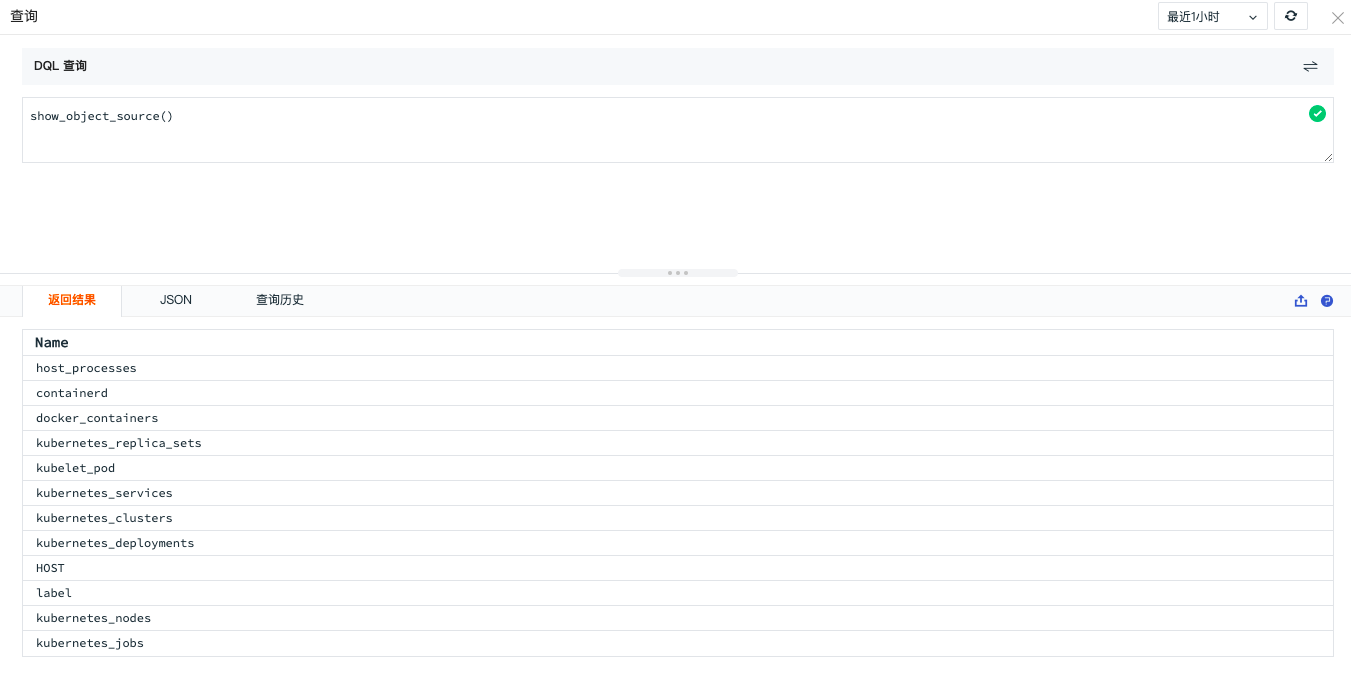 查询
最近1小时
DQL 查询
show_object_source()
返回结果 JSON 查询历史
Name
host_processes
containerd
docker_containers
kubernetes_replica_sets
kubelet_pod
kubernetes_services
kubernetes_clusters
kubernetes_deployments
HOST
label
kubernetes_nodes
kubernetes_jobs